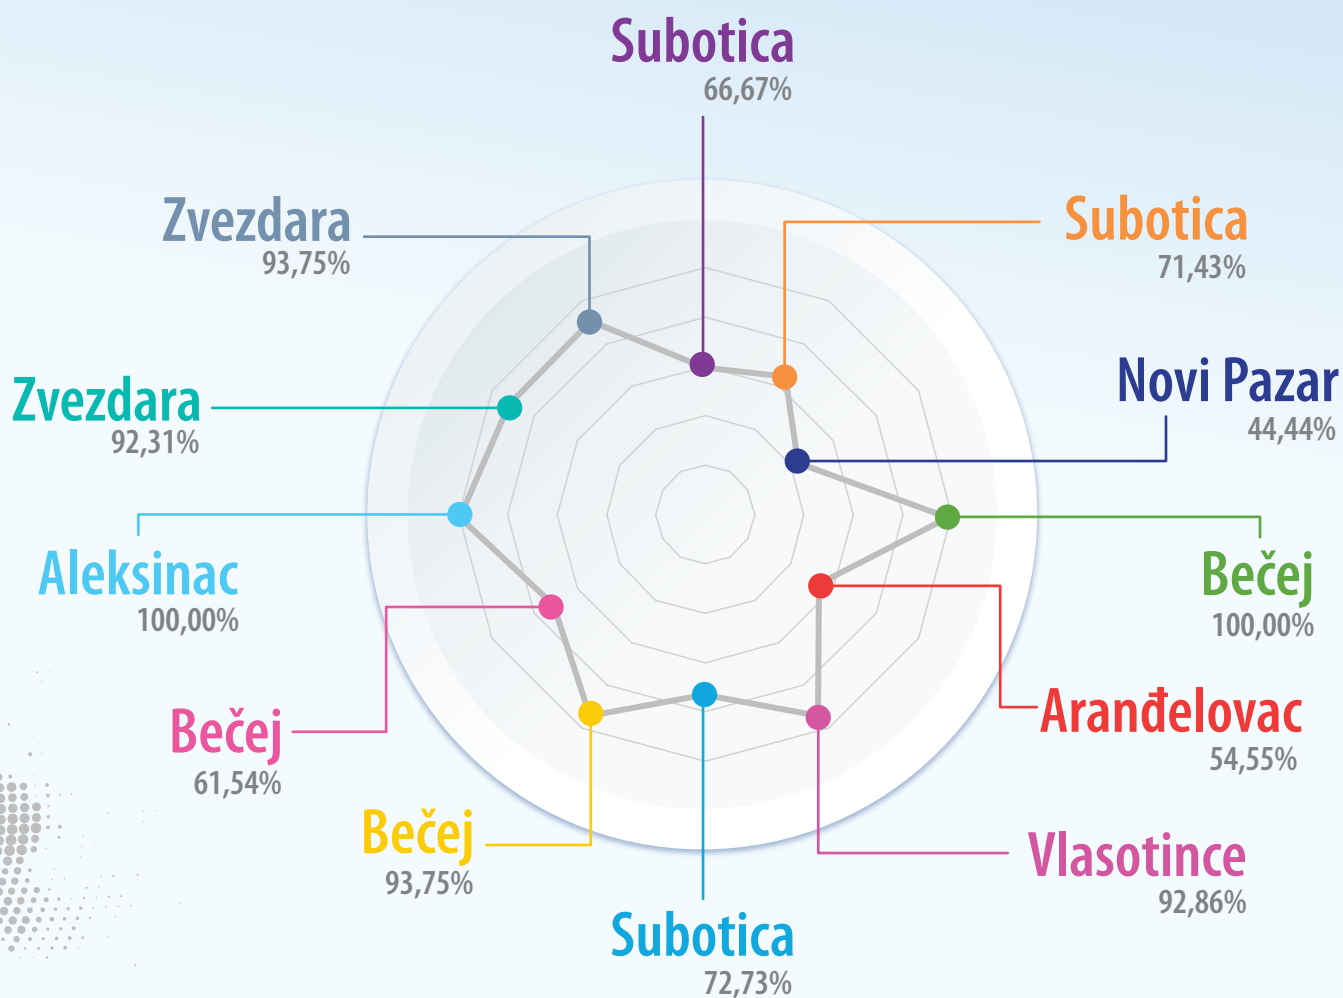 Subotica
66,67%
Subotica
71,43%
Novi Pazar
44,44%
Bečej
100,00%
Aranđelovac
54,55%
Vlasotince
92,86%
Subotica
72,73%
Bečej
93,75%
Bečej
61,54%
Aleksinac
100,00%
Zvezdara
92,31%
Zvezdara
93,75%